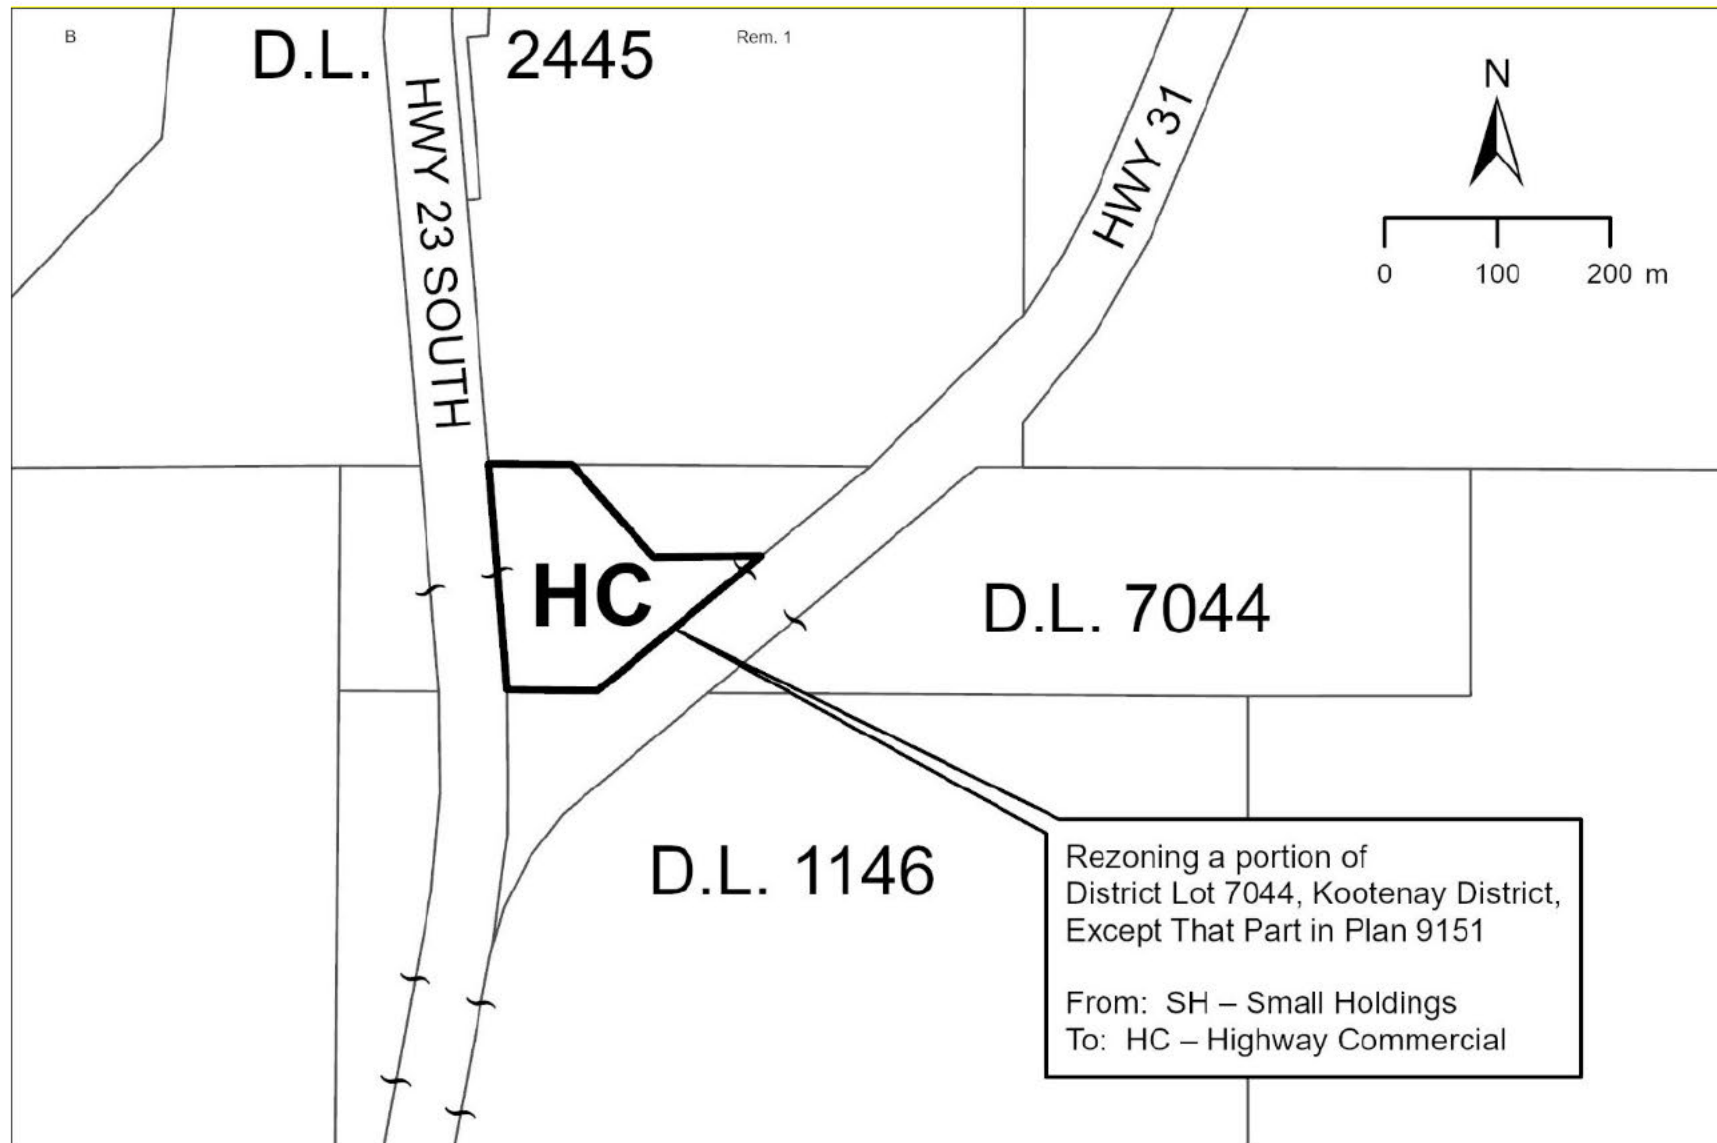 B
D.L. 2445
Rem. 1
HWY 23 SOUTH
HWY 31
N
0 100 200 m
HC
D.L. 7044
D.L. 1146
Rezoning a portion of
District Lot 7044, Kootenay District,
Except That Part in Plan 9151
From: SH – Small Holdings
To: HC – Highway Commercial